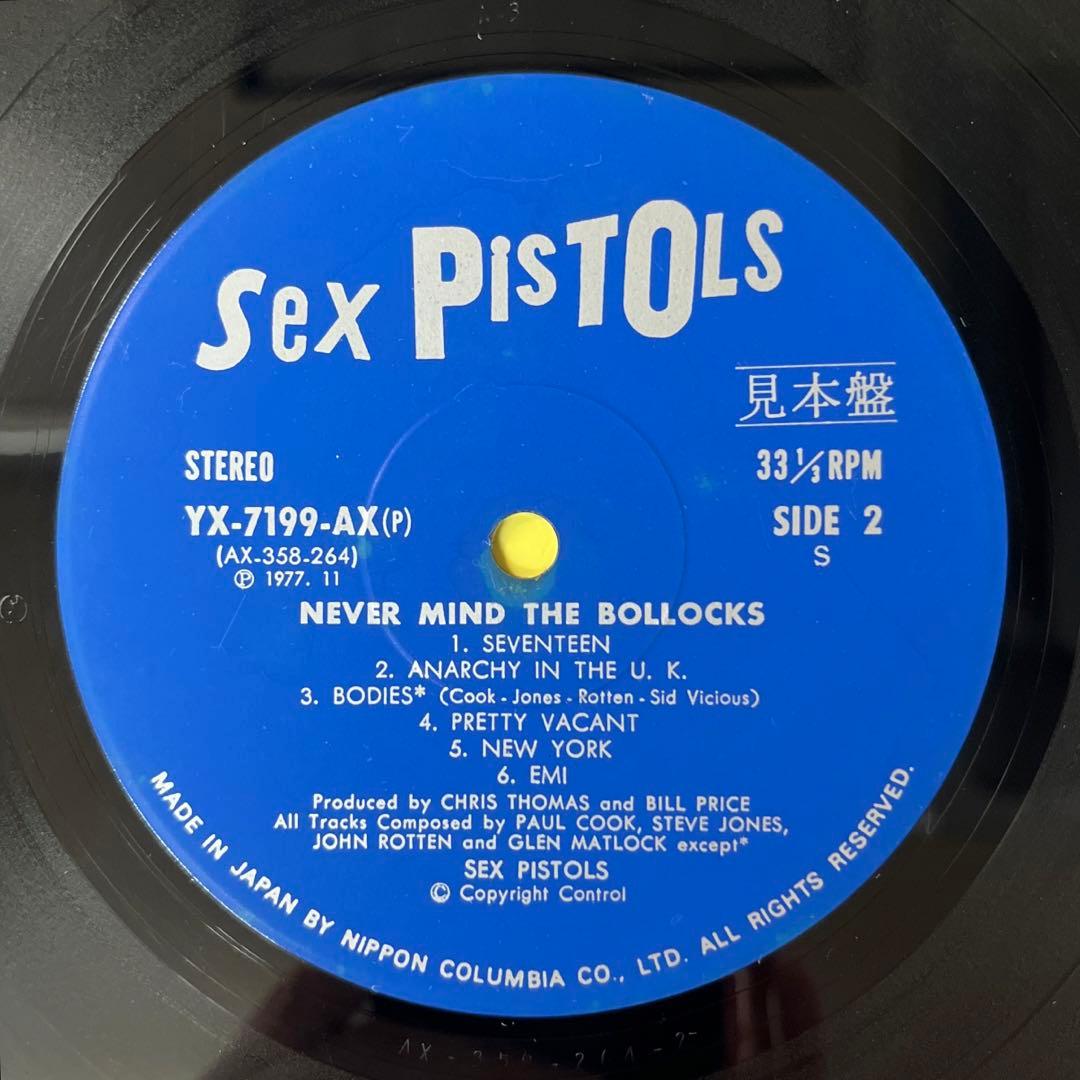 Sex PisTOLS
見本盤
STEREO
33 1/3 RPM
YX-7199-AX(P)
SIDE 2
(AX-358-264)
S
Ⓟ 1977. 11
NEVER MIND THE BOLLOCKS
1. SEVENTEEN
2. ANARCHY IN THE U. K.
3. BODIES* (Cook - Jones - Rotten - Sid Vicious)
4. PRETTY VACANT
5. NEW YORK
6. EMI
Produced by CHRIS THOMAS and BILL PRICE
All Tracks Composed by PAUL COOK, STEVE JONES,
JOHN ROTTEN and GLEN MATLOCK except*
SEX PISTOLS
© Copyright Control
MADE IN JAPAN BY NIPPON COLUMBIA CO., LTD. ALL RIGHTS RESERVED.